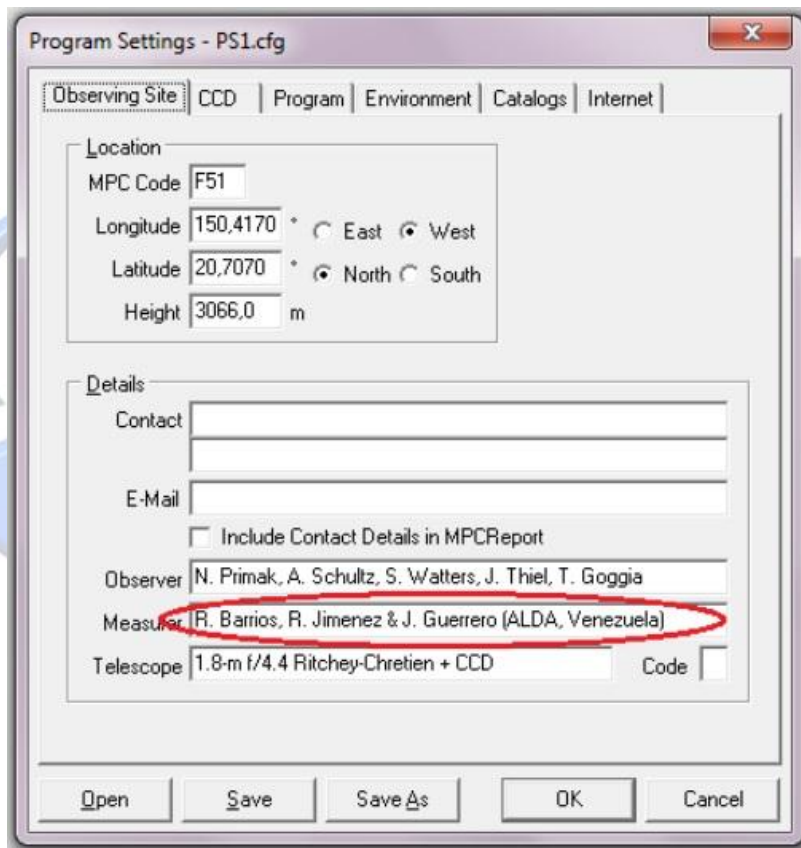 Program Settings - PS1.cfg
Observing Site CCD Program Environment Catalogs Internet
Location
MPC Code F51
Longitude 150,4170 ° East West
Latitude 20,7070 ° North South
Height 3066,0 m
Details
Contact
E-Mail
Include Contact Details in MPCReport
Observer N. Primak, A. Schultz, S. Watters, J. Thiel, T. Goggia
Measurer R. Barrios, R. Jimenez & J. Guerrero (ALDA, Venezuela)
Telescope 1.8-m f/4.4 Ritchey-Chretien + CCD Code
Open Save Save As OK Cancel